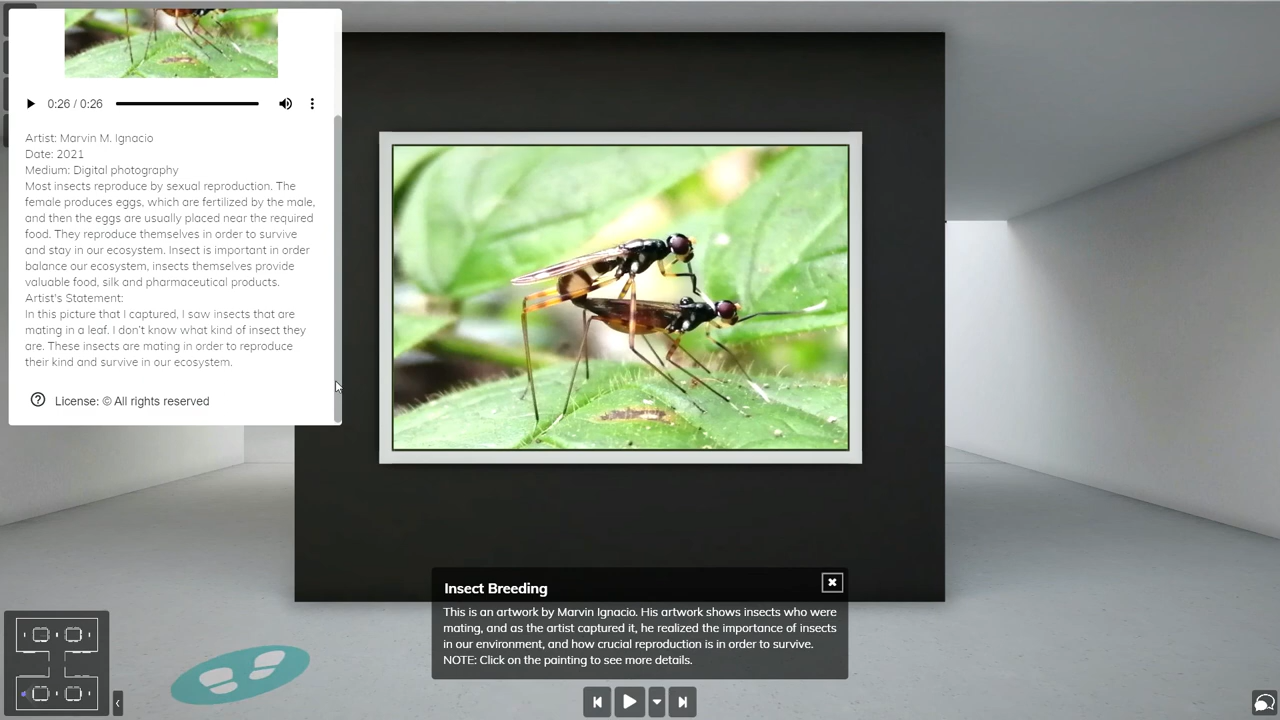 0:26 / 0:26
Artist: Marvin M. Ignacio
Date: 2021
Medium: Digital photography
Most insects reproduce by sexual reproduction. The
female produces eggs, which are fertilized by the male,
and then the eggs are usually placed near the required
food. They reproduce themselves in order to survive
and stay in our ecosystem. Insect is important in order
balance our ecosystem, insects themselves provide
valuable food, silk and pharmaceutical products.
Artist's Statement:
In this picture that I captured, I saw insects that are
mating in a leaf. I don't know what kind of insect they
are. These insects are mating in order to reproduce
their kind and survive in our ecosystem.
License: © All rights reserved
Insect Breeding
This is an artwork by Marvin Ignacio. His artwork shows insects who were
mating, and as the artist captured it, he realized the importance of insects
in our environment, and how crucial reproduction is in order to survive.
NOTE: Click on the painting to see more details.